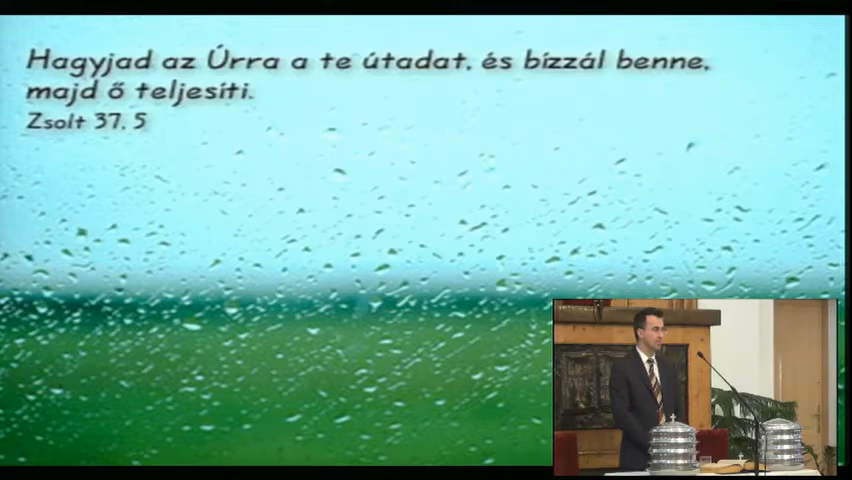 Hagyjad az Úrra a te útadat, és bízzál benne,
majd ő teljesíti.
Zsolt 37, 5